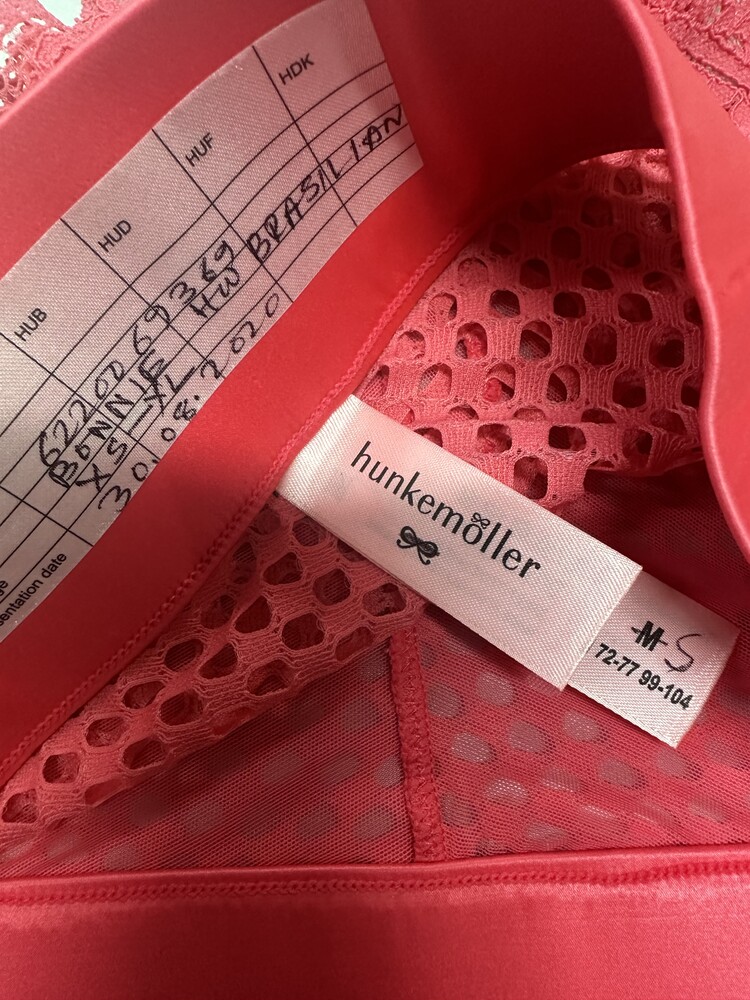 HUB HUD HUF HDK
6220069369
BONNIE HW BRASILIAN
XS-XL
30.08.2020
entation date
hunkemöller
M S
72-77 99-104